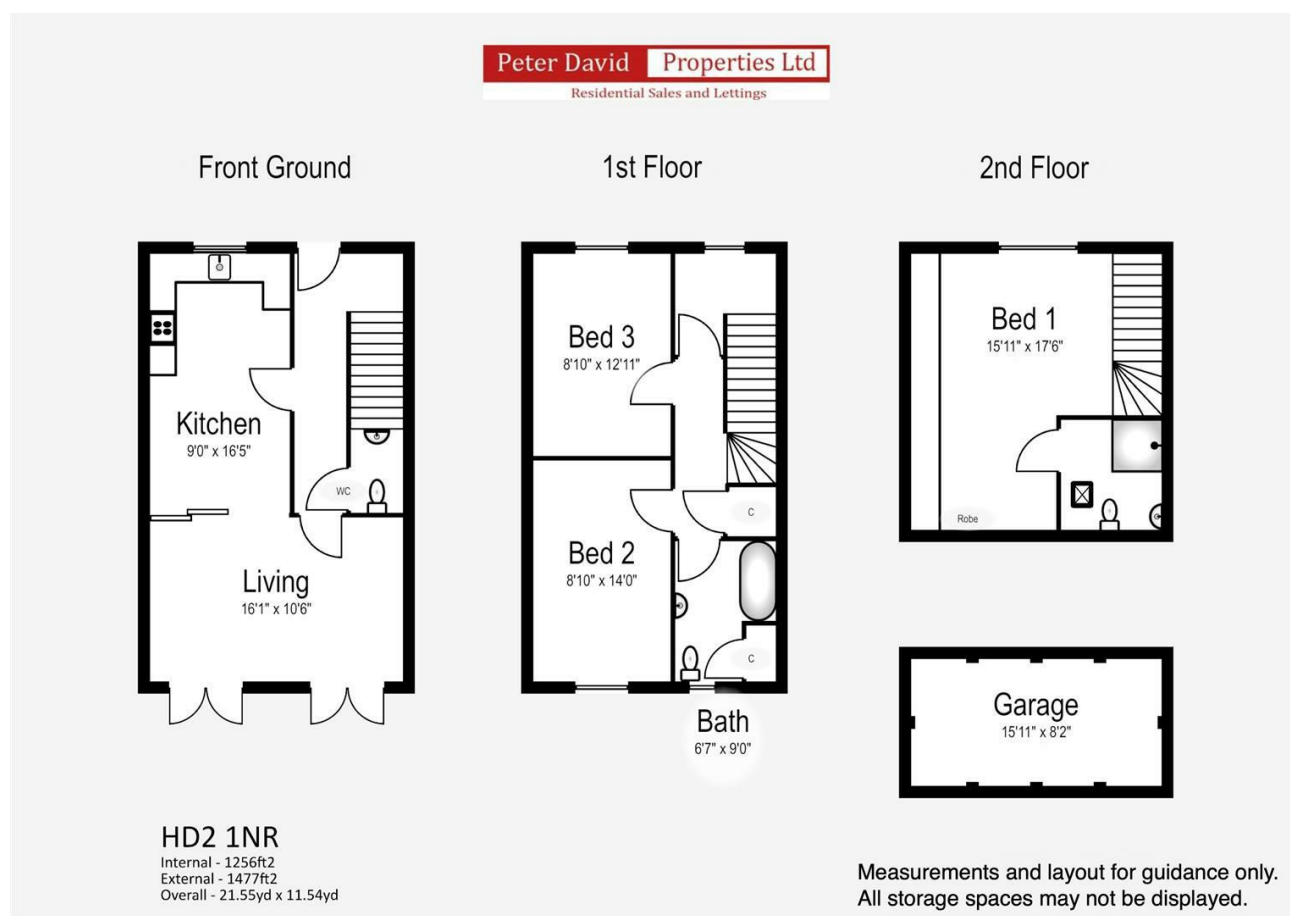 Peter David Properties Ltd
Residential Sales and Lettings
Front Ground
1st Floor
2nd Floor
Kitchen
9'0" x 16'5"
WC
Living
16'1" x 10'6"
Bed 3
8'10" x 12'11"
Bed 2
8'10" x 14'0"
C
C
Bath
6'7" x 9'0"
Bed 1
15'11" x 17'6"
Robe
Garage
15'11" x 8'2"
HD2 1NR
Internal - 1256ft2
External - 1477ft2
Overall - 21.55yd x 11.54yd
Measurements and layout for guidance only.
All storage spaces may not be displayed.